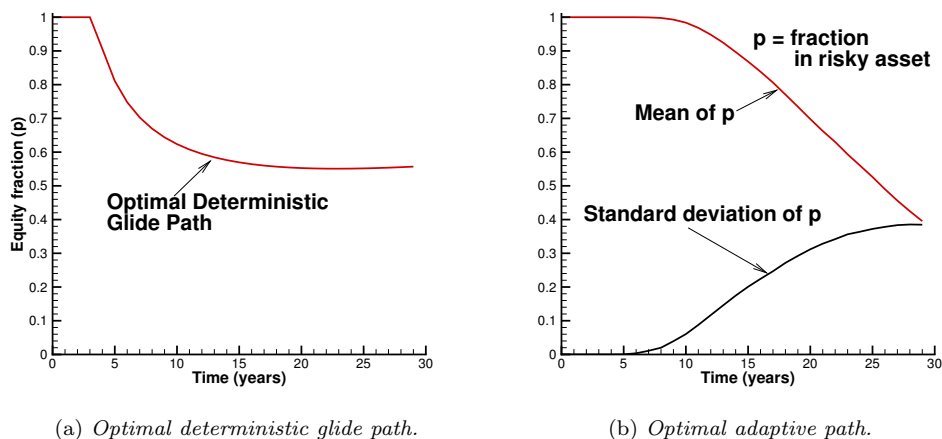 Equity fraction (p)
1
0.9
0.8
0.7
0.6
0.5
0.4
0.3
0.2
0.1
0
0 5 10 15 20 25 30
Time (years)
Optimal Deterministic
Glide Path
(a) Optimal deterministic glide path.
1
0.9
0.8
0.7
0.6
0.5
0.4
0.3
0.2
0.1
0
0 5 10 15 20 25 30
Time (years)
p = fraction
in risky asset
Mean of p
Standard deviation of p
(b) Optimal adaptive path.